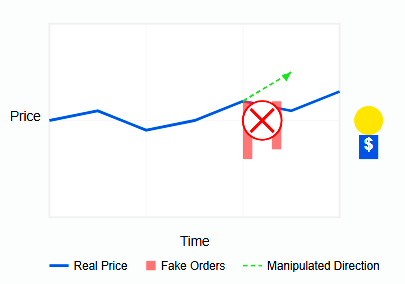 Price
$
Time
Real Price
Fake Orders
Manipulated Direction